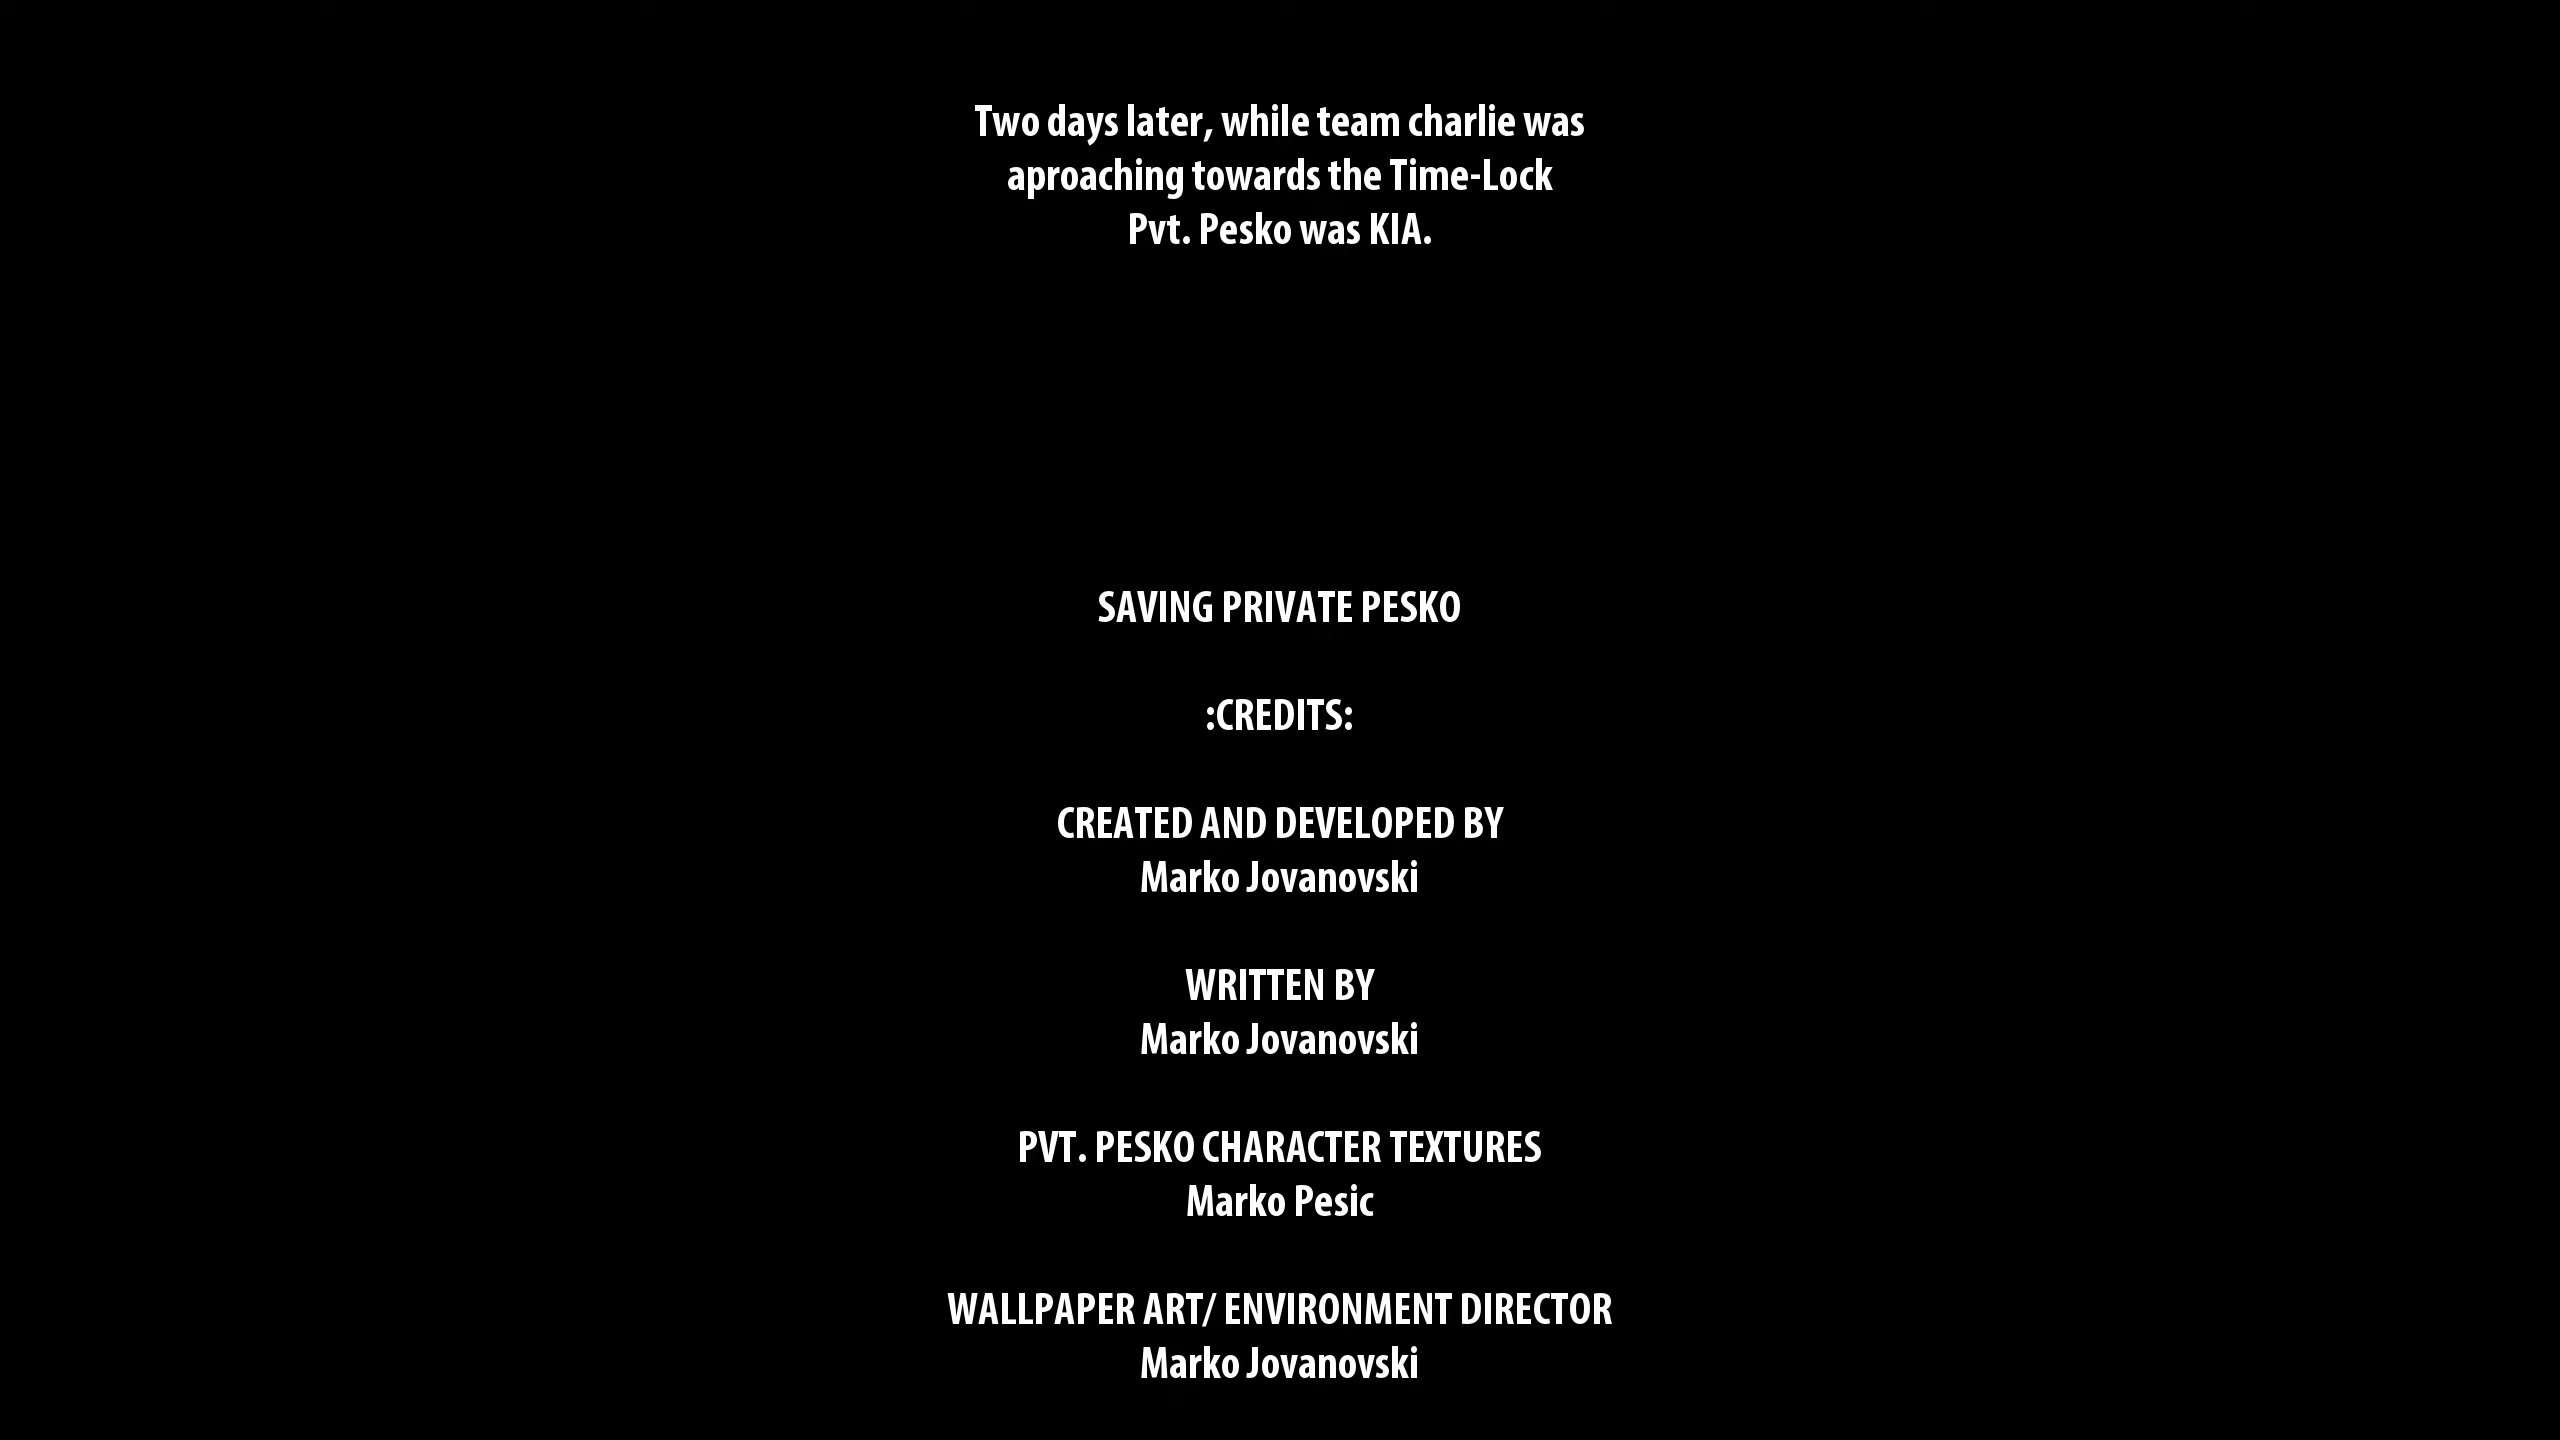 Two days later, while team charlie was
aproaching towards the Time-Lock
Pvt. Pesko was KIA.
SAVING PRIVATE PESKO
:CREDITS:
CREATED AND DEVELOPED BY
Marko Jovanovski
WRITTEN BY
Marko Jovanovski
PVT. PESKO CHARACTER TEXTURES
Marko Pesic
WALLPAPER ART/ ENVIRONMENT DIRECTOR
Marko Jovanovski